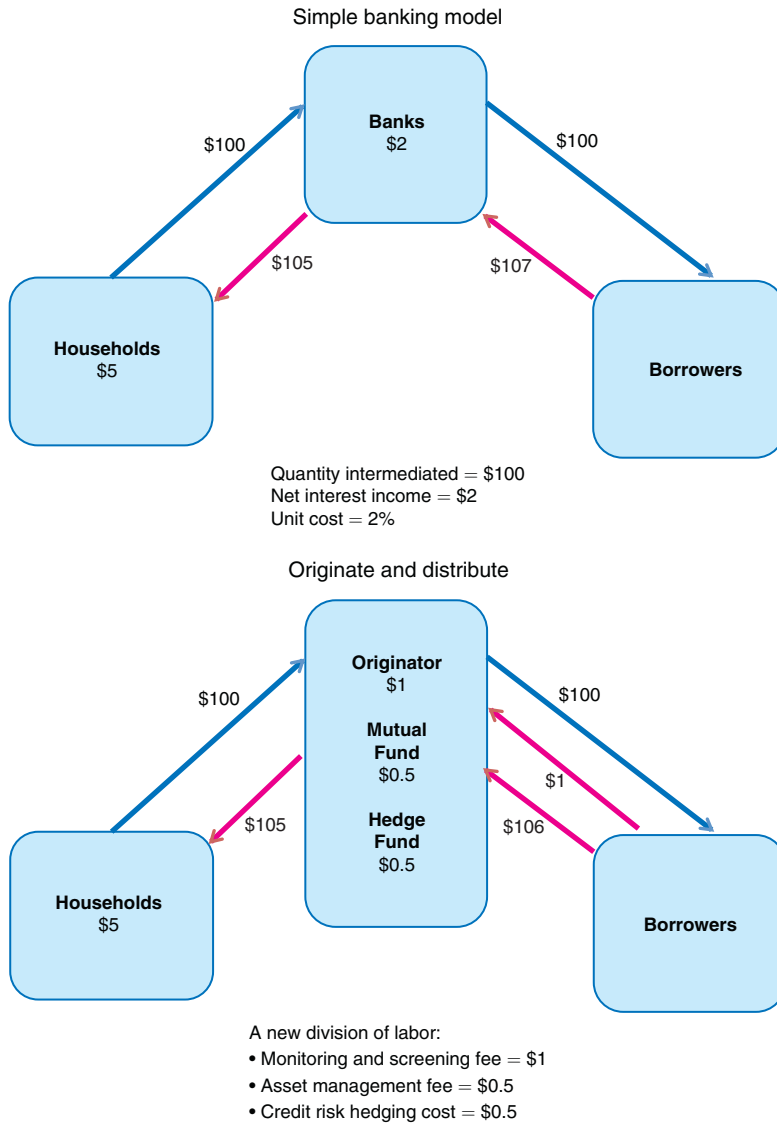 Simple banking model
Banks
$2
$100
$100
$105
$107
Households
$5
Borrowers
Quantity intermediated = $100
Net interest income = $2
Unit cost = 2%
Originate and distribute
Originator
$1
$100
$100
Mutual
Fund
$0.5
$1
$105
$106
Hedge
Fund
$0.5
Households
$5
Borrowers
A new division of labor:
• Monitoring and screening fee = $1
• Asset management fee = $0.5
• Credit risk hedging cost = $0.5